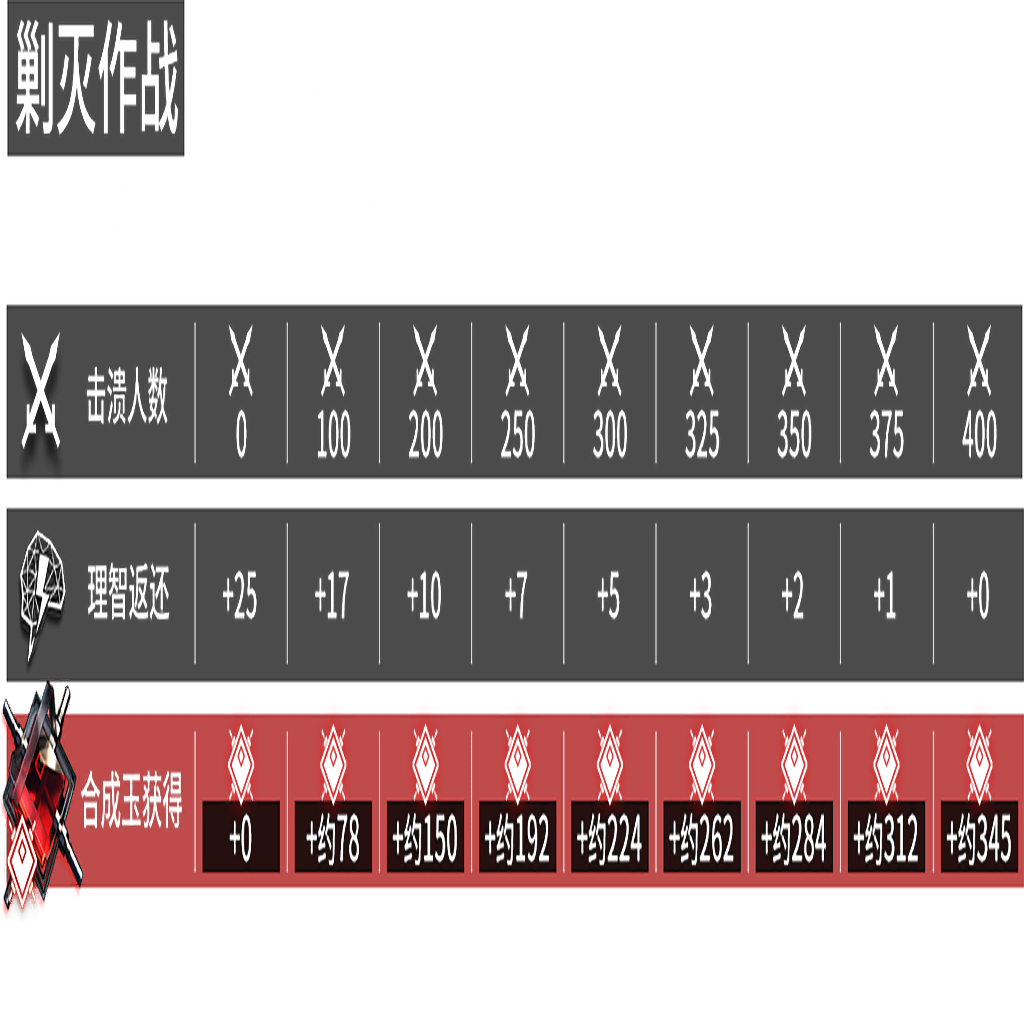 剿灭作战
击溃人数 0 100 200 250 300 325 350 375 400
理智返还 +25 +17 +10 +7 +5 +3 +2 +1 +0
合成玉获得 +0 +约78 +约150 +约192 +约224 +约262 +约284 +约312 +约345